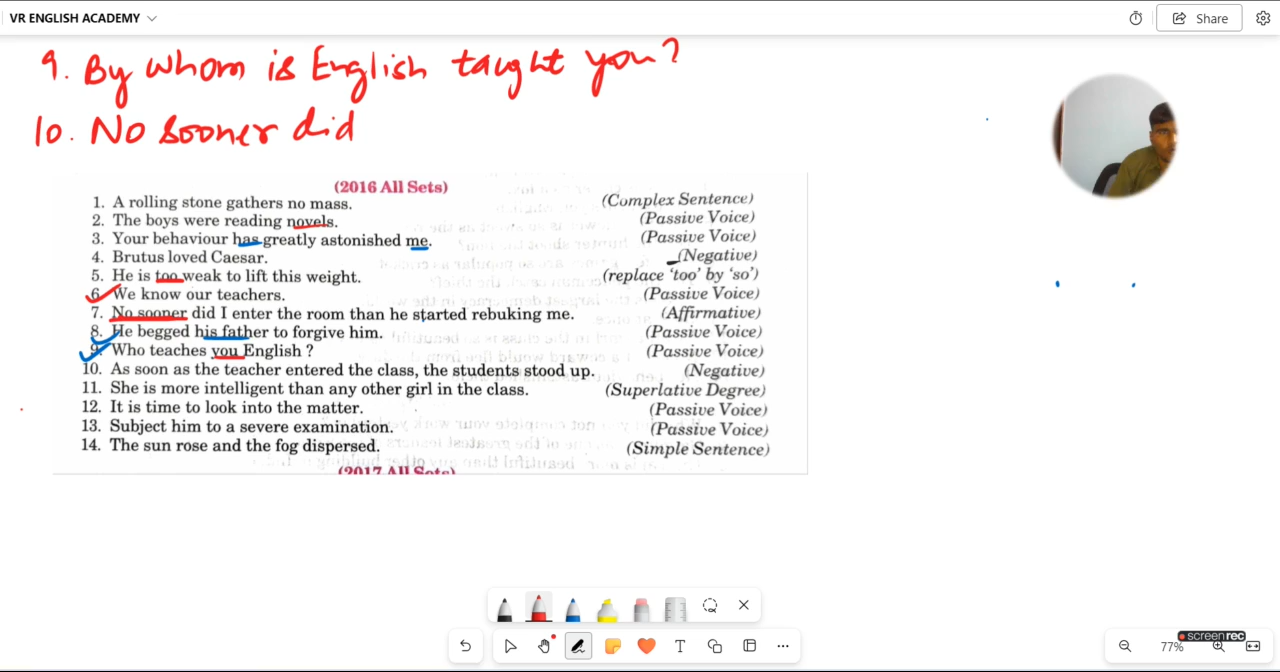 VR ENGLISH ACADEMY
Share
9. By whom is English taught you?
10. No sooner did
(2016 All Sets)
1. A rolling stone gathers no mass. (Complex Sentence)
2. The boys were reading novels. (Passive Voice)
3. Your behaviour has greatly astonished me. (Passive Voice)
4. Brutus loved Caesar. (Negative)
5. He is too weak to lift this weight. (replace 'too' by 'so')
6. We know our teachers. (Passive Voice)
7. No sooner did I enter the room than he started rebuking me. (Affirmative)
8. He begged his father to forgive him. (Passive Voice)
9. Who teaches you English ? (Passive Voice)
10. As soon as the teacher entered the class, the students stood up. (Negative)
11. She is more intelligent than any other girl in the class. (Superlative Degree)
12. It is time to look into the matter. (Passive Voice)
13. Subject him to a severe examination. (Passive Voice)
14. The sun rose and the fog dispersed. (Simple Sentence)
(2017 All Sets)
77%
screenrec